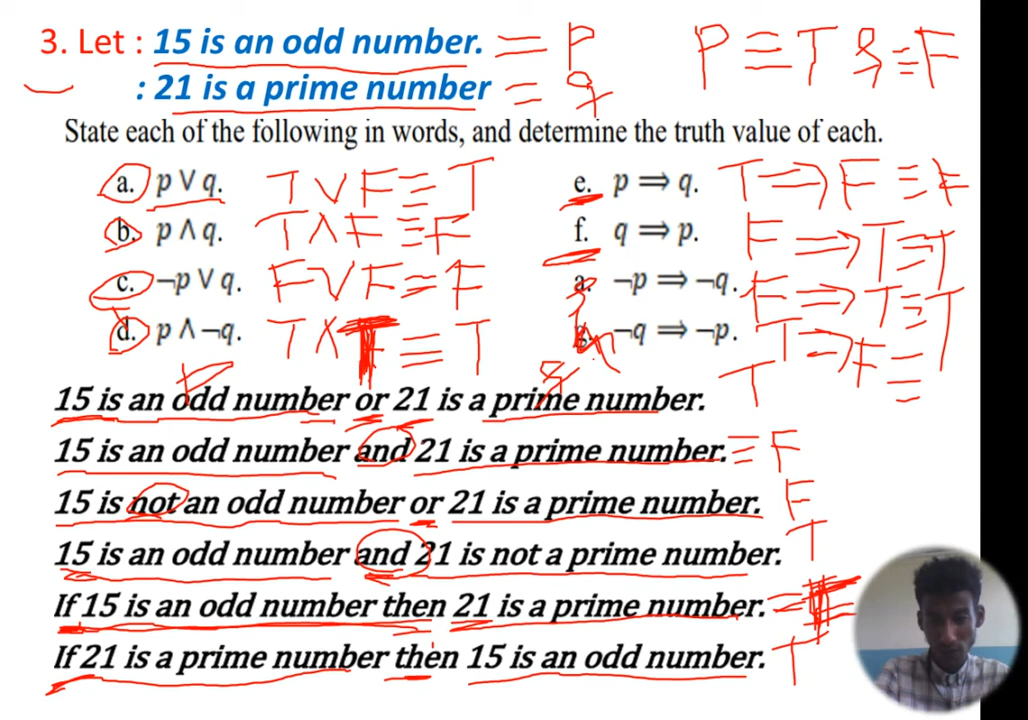 3. Let : 15 is an odd number. = P P ≡ T q ≡ F
: 21 is a prime number = q
State each of the following in words, and determine the truth value of each.
a. p ∨ q. T ∨ F ≡ T
b. p ∧ q. T ∧ F ≡ F
c. ¬p ∨ q. F ∨ F ≡ F
d. p ∧ ¬q. T ∧ T ≡ T
e. p ⇒ q. T ⇒ F ≡ F
f. q ⇒ p. F ⇒ T ≡ T
g ¬p ⇒ ¬q. F ⇒ T ≡ T
h ¬q ⇒ ¬p. T ⇒ F ≡
T
P q
15 is an odd number or 21 is a prime number.
15 is an odd number and 21 is a prime number. ≡ F
15 is not an odd number or 21 is a prime number. F
15 is an odd number and 21 is not a prime number. T
If 15 is an odd number then 21 is a prime number. =
If 21 is a prime number then 15 is an odd number. T